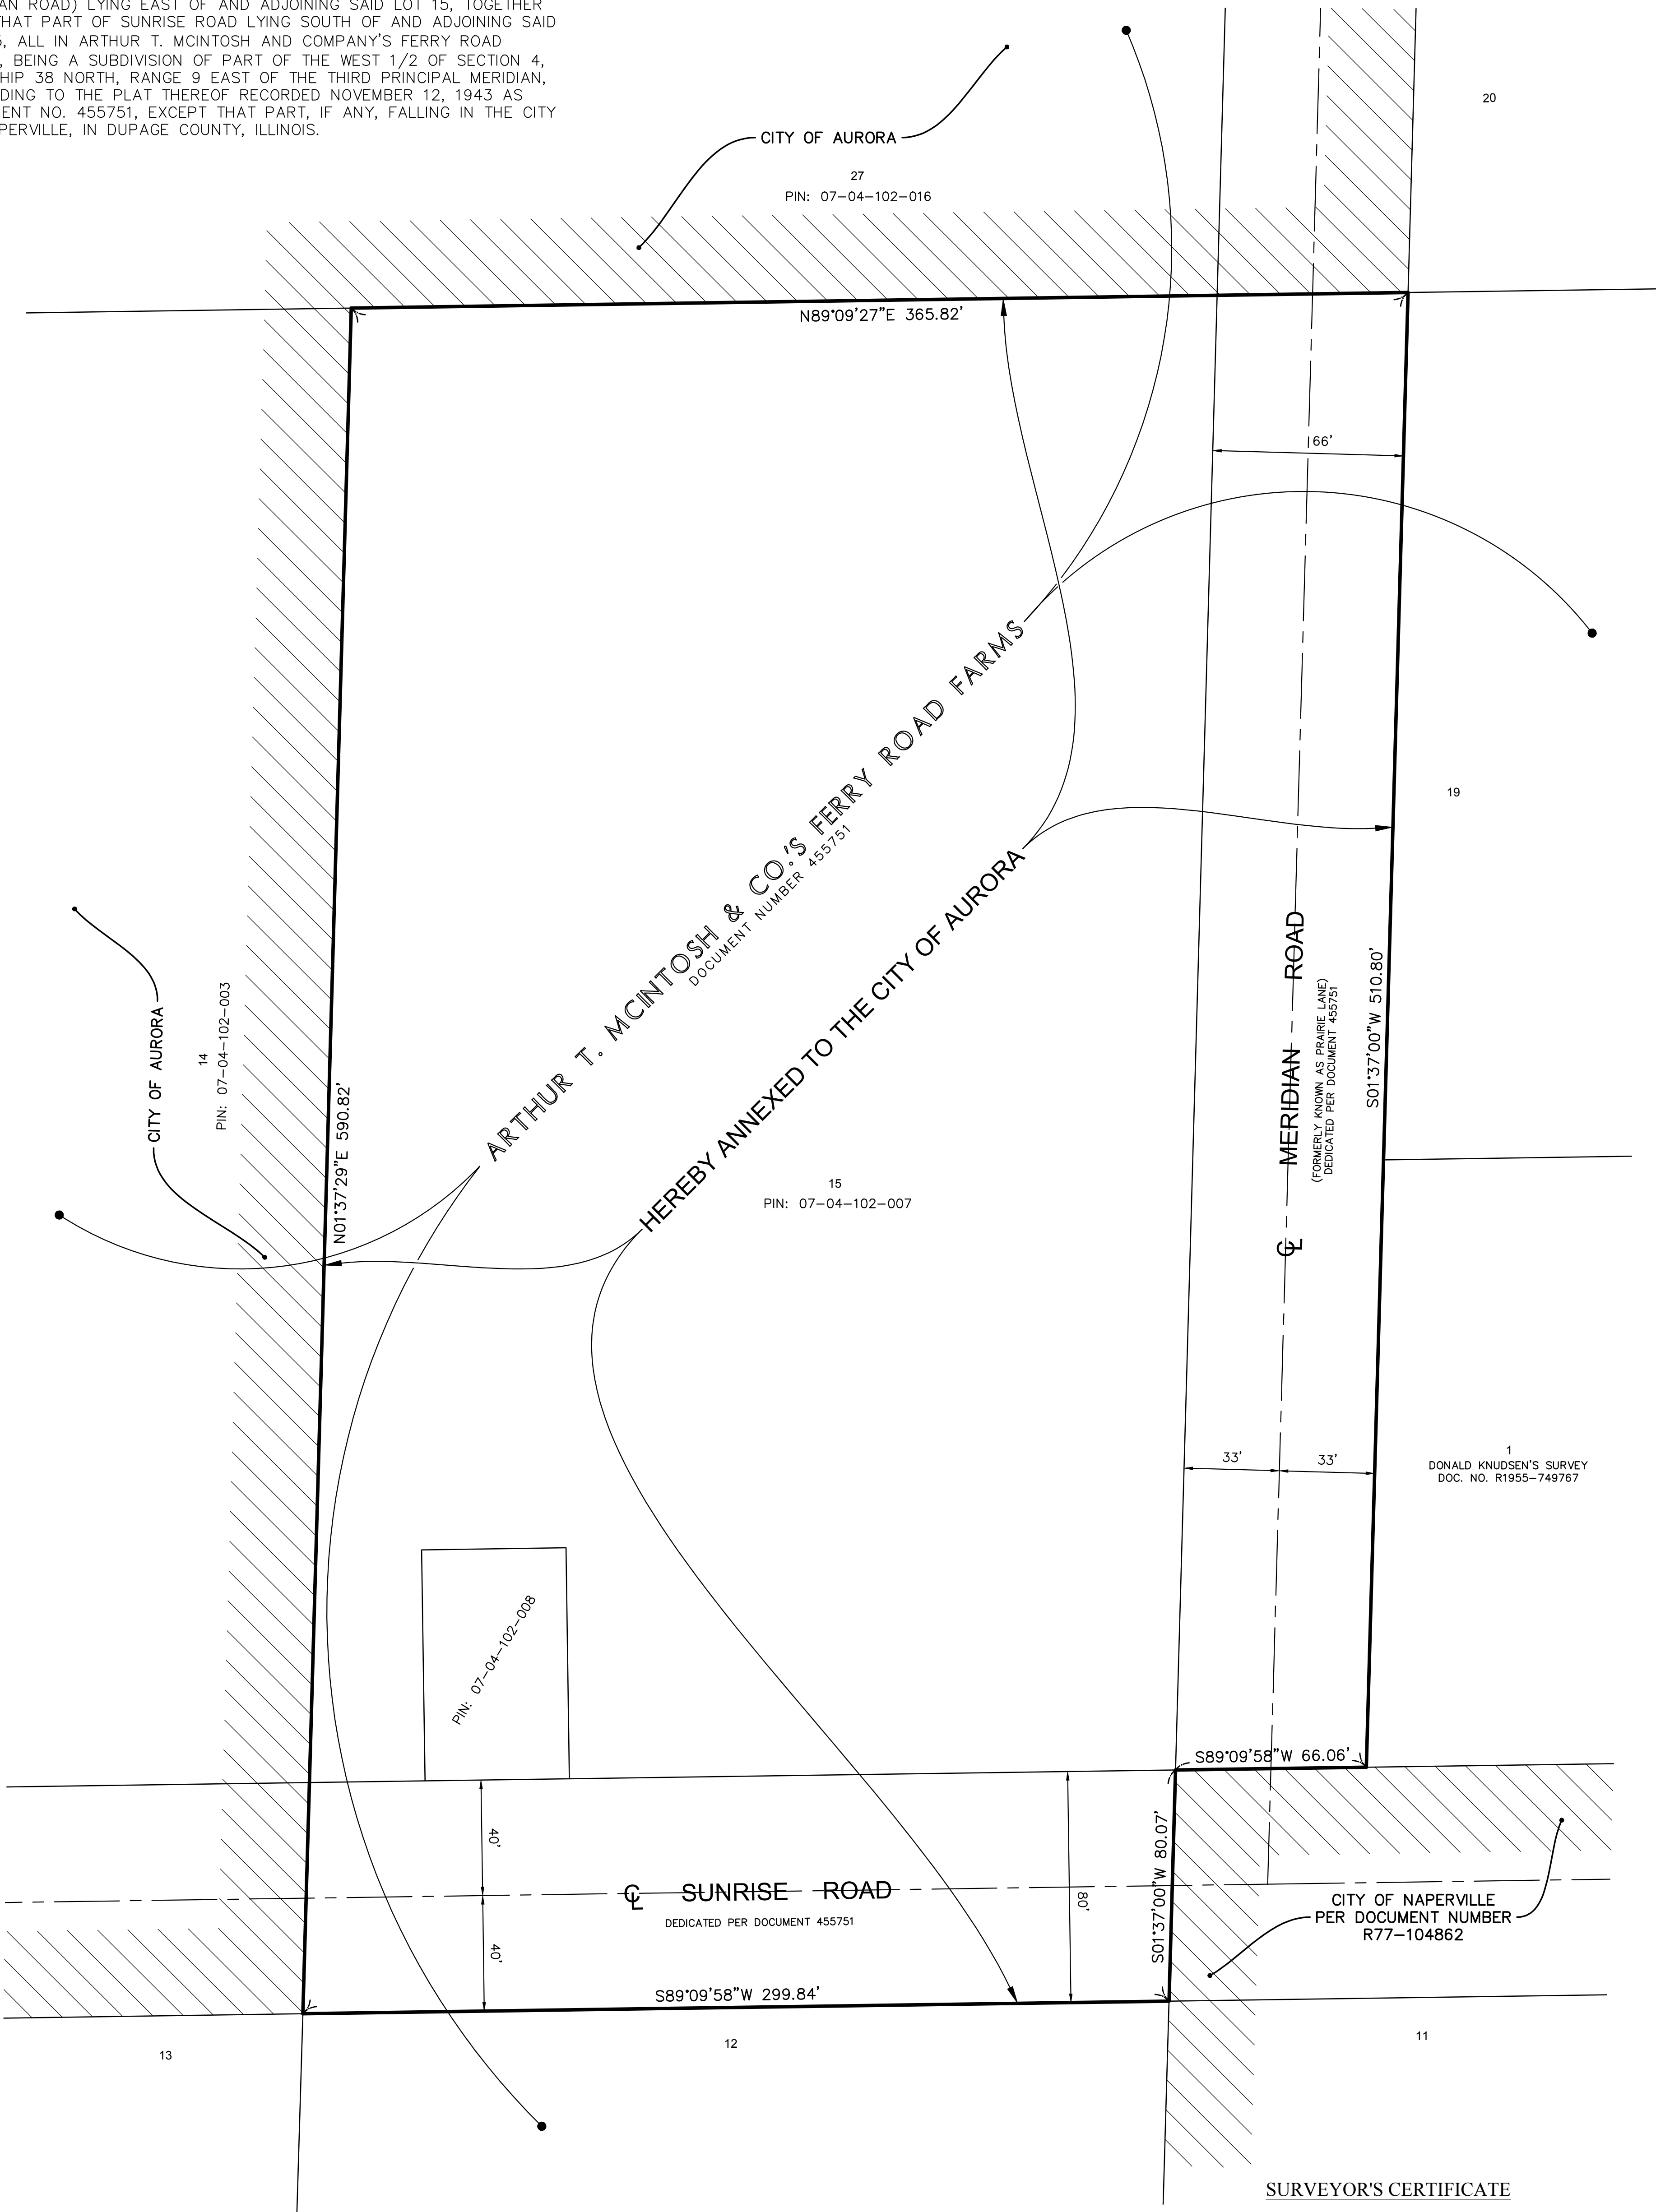 LYING EAST OF AND ADJOINING SAID LOT 15, TOGETHER
THAT PART OF SUNRISE ROAD LYING SOUTH OF AND ADJOINING SAID
ALL IN ARTHUR T. MCINTOSH AND COMPANY'S FERRY ROAD
, BEING A SUBDIVISION OF PART OF THE WEST 1/2 OF SECTION 4,
HIP 38 NORTH, RANGE 9 EAST OF THE THIRD PRINCIPAL MERIDIAN,
DING TO THE PLAT THEREOF RECORDED NOVEMBER 12, 1943 AS
ENT NO. 455751, EXCEPT THAT PART, IF ANY, FALLING IN THE CITY
PERVILLE, IN DUPAGE COUNTY, ILLINOIS.
20
CITY OF AURORA
27
PIN: 07-04-102-016
N89°09'27"E 365.82'
66'
19
ARTHUR T. MCINTOSH & CO.'S FERRY ROAD FARMS
DOCUMENT NUMBER 455751
HEREBY ANNEXED TO THE CITY OF AURORA
MERIDIAN ROAD
(FORMERLY KNOWN AS PRAIRIE LANE)
DEDICATED PER DOCUMENT 455751
S01°37'00"W 510.80'
CITY OF AURORA
14
PIN: 07-04-102-003
N01°37'29"E 590.82'
15
PIN: 07-04-102-007
CL
33'
33'
1
DONALD KNUDSEN'S SURVEY
DOC. NO. R1955-749767
PIN: 07-04-102-008
S89°09'58"W 66.06'
40'
40'
80'
S01°37'00"W 80.07'
CL SUNRISE ROAD
DEDICATED PER DOCUMENT 455751
CITY OF NAPERVILLE
PER DOCUMENT NUMBER
R77-104862
S89°09'58"W 299.84'
13
12
11
SURVEYOR'S CERTIFICATE